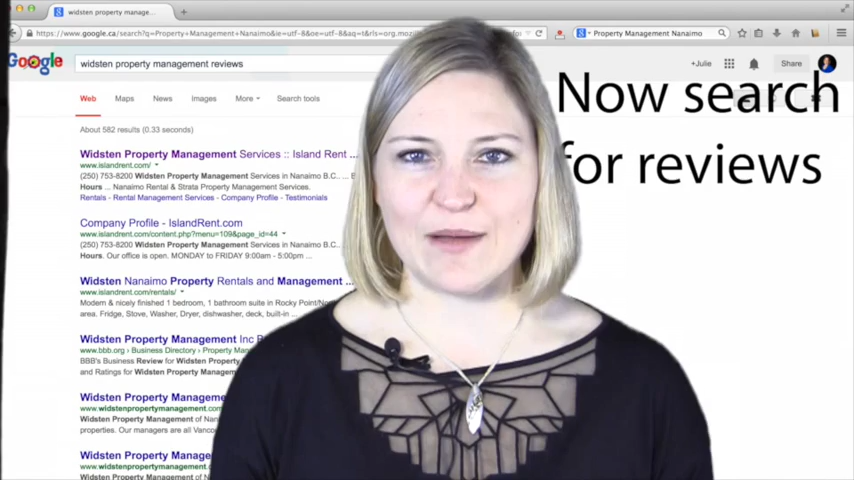 widsten property manage...
https://www.google.ca/search?q=Property+Management+Nanaimo&ie=utf-8&oe=utf-8&aq=t&rls=org.moz
Property Management Nanaimo
Google
widsten property management reviews
+Julie
Share
Now search
for reviews
Web Maps News Images More Search tools
About 582 results (0.33 seconds)
Widsten Property Management Services :: Island Rent ...
www.islandrent.com/
(250) 753-8200 Widsten Property Management Services in Nanaimo B.C..
Hours ... Nanaimo Rental & Strata Property Management Services.
Rentals - Rental Management Services - Company Profile - Testimonials
Company Profile - IslandRent.com
www.islandrent.com/content.php?menu=109&page_id=44
(250) 753-8200 Widsten Property Management Services in Nanaimo B.C..
Hours. Our office is open. MONDAY to FRIDAY 9:00am - 5:00pm ...
Widsten Nanaimo Property Rentals and Management ...
www.islandrent.com/rentals/
Modern & nicely finished 1 bedroom, 1 bathroom suite in Rocky Point/
area. Fridge, Stove, Washer, Dryer, dishwasher, deck, built-in ...
Widsten Property Management Inc
www.bbb.org › Business Directory › Property
BBB's Business Review for Widsten Property
and Ratings for Widsten Property
Widsten Property
www.widstenpropertymanagement.com
Widsten Property Management of
properties. Our managers are all
Widsten Property
www.widstenpropertymanagement.
Widsten Property Management of